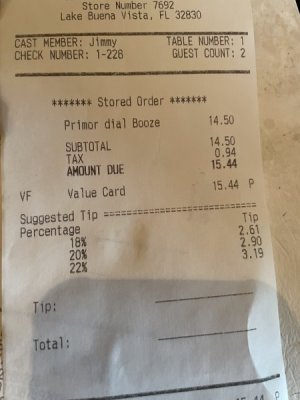 Store Number 7692
Lake Buena Vista, FL 32830
CAST MEMBER: Jimmy TABLE NUMBER: 1
CHECK NUMBER: 1-226 GUEST COUNT: 2
******* Stored Order *******
Primor dial Booze 14.50
SUBTOTAL 14.50
TAX 0.94
AMOUNT DUE 15.44
VF Value Card 15.44 P
Suggested Tip ====================
Percentage Tip
18% 2.61
20% 2.90
22% 3.19
Tip:
Total: